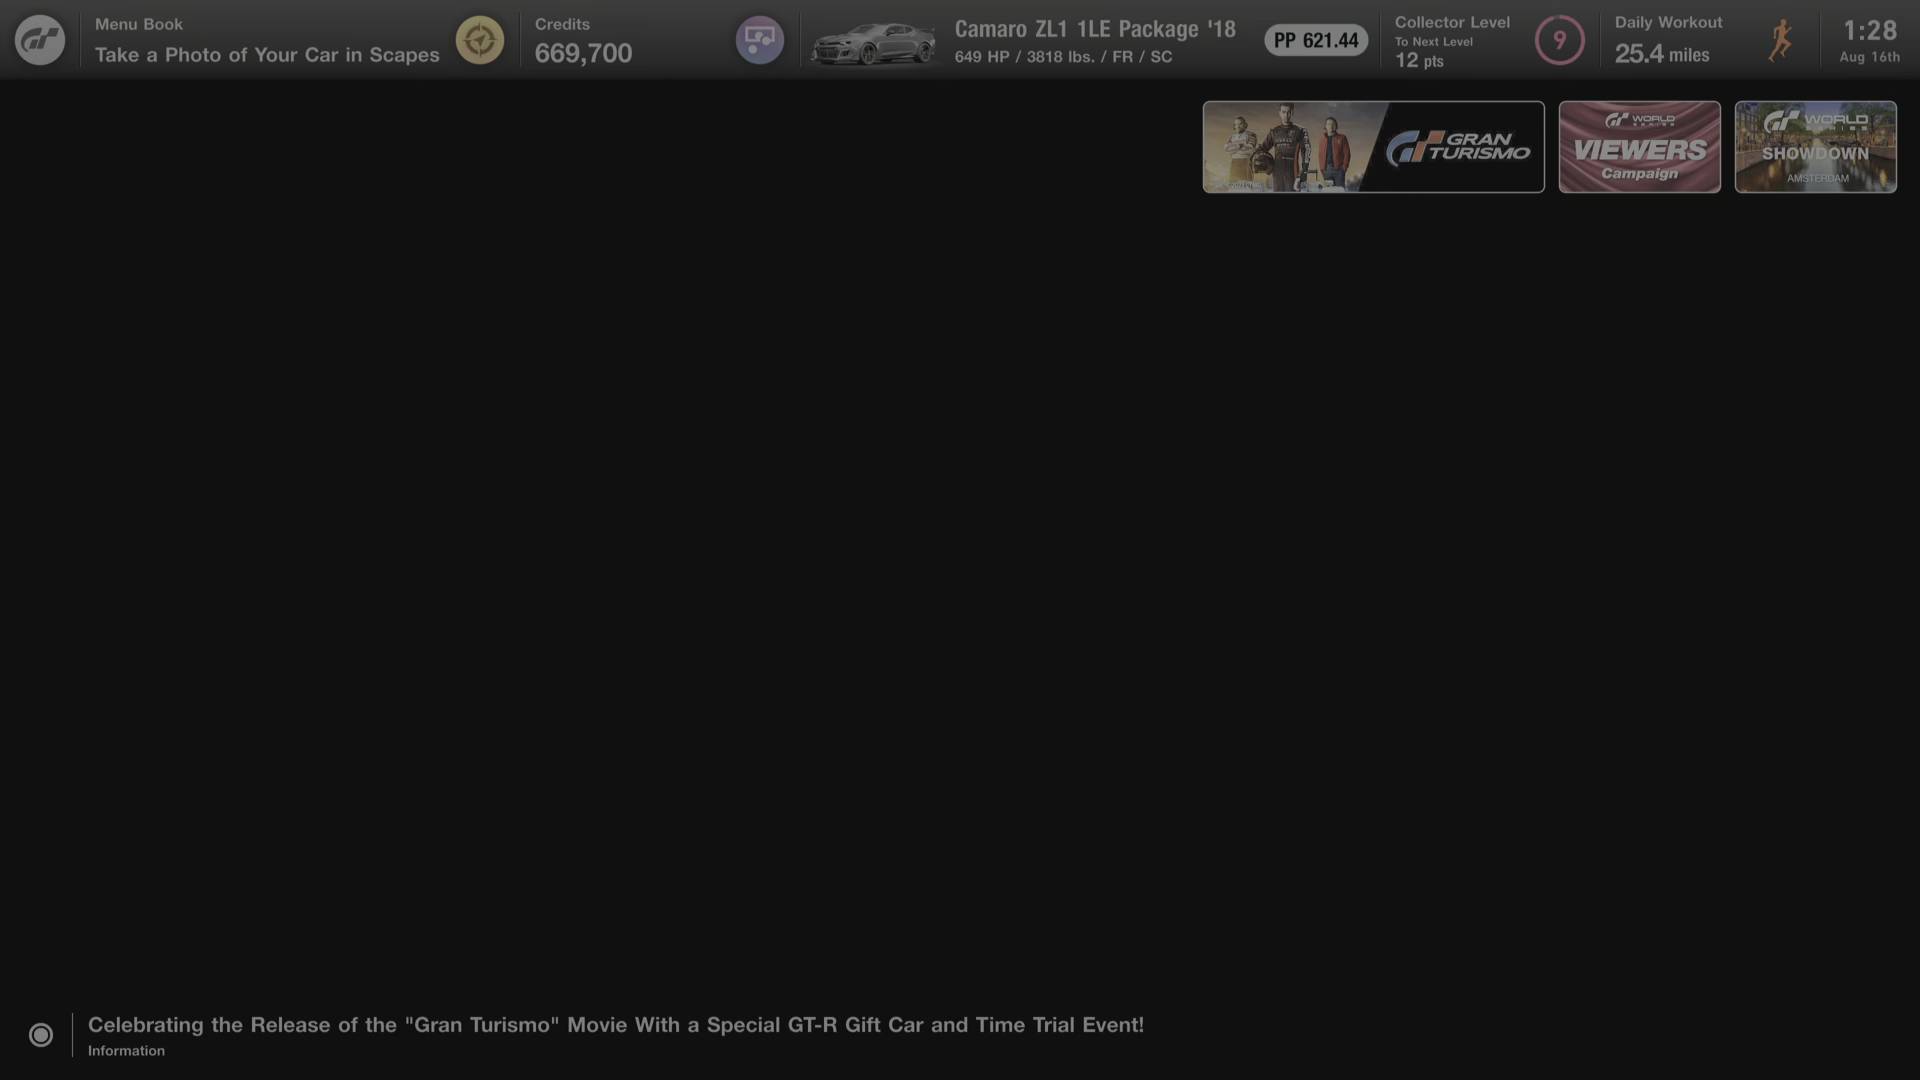 Menu Book
Take a Photo of Your Car in Scapes
Credits
669,700
Camaro ZL1 1LE Package '18
649 HP / 3818 lbs. / FR / SC
PP 621.44
Collector Level
To Next Level
12 pts
9
Daily Workout
25.4 miles
1:28
Aug 16th
GRAN
TURISMO
WORLD
SERIES
VIEWERS
Campaign
WORLD
SERIES
SHOWDOWN
AMSTERDAM
Celebrating the Release of the "Gran Turismo" Movie With a Special GT-R Gift Car and Time Trial Event!
Information